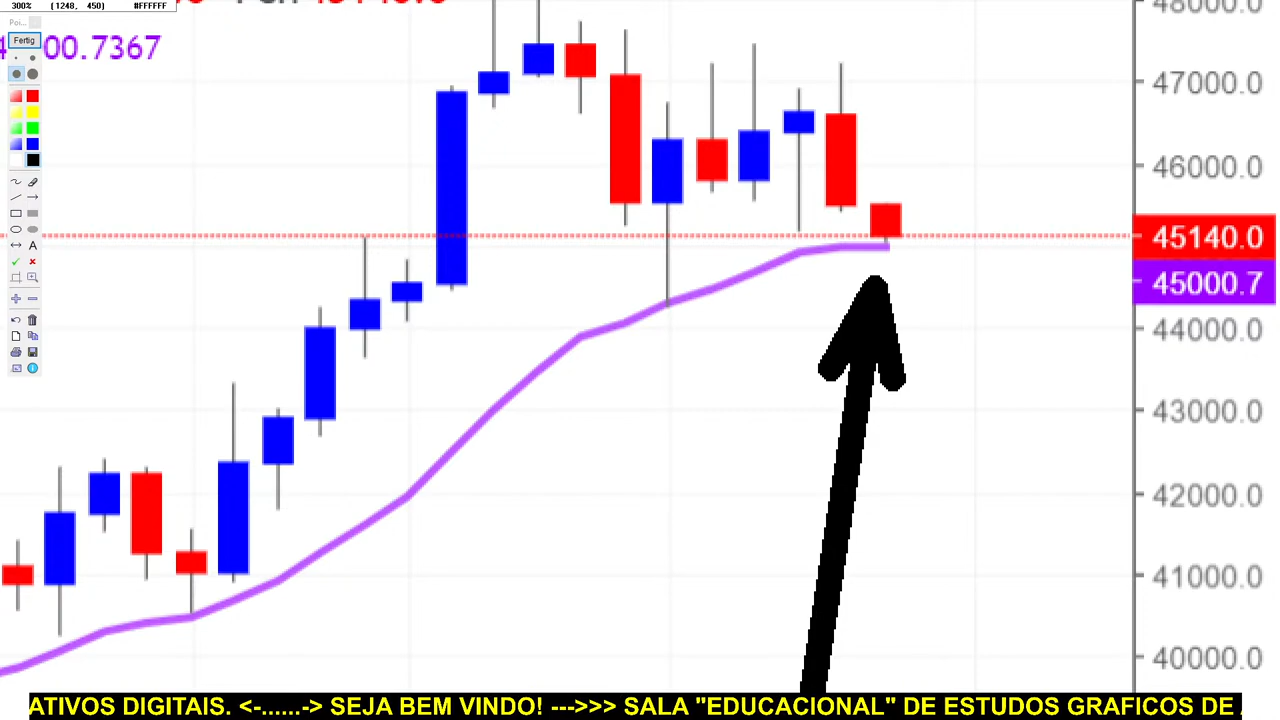 300% (1248, 450) #FFFFFF
Poi...
Fertig
00.7367
A
48000.0
47000.0
46000.0
45140.0
45000.7
44000.0
43000.0
42000.0
41000.0
40000.0
ATIVOS DIGITAIS. <-......-> SEJA BEM VINDO! --->>> SALA "EDUCACIONAL" DE ESTUDOS GRAFICOS DE